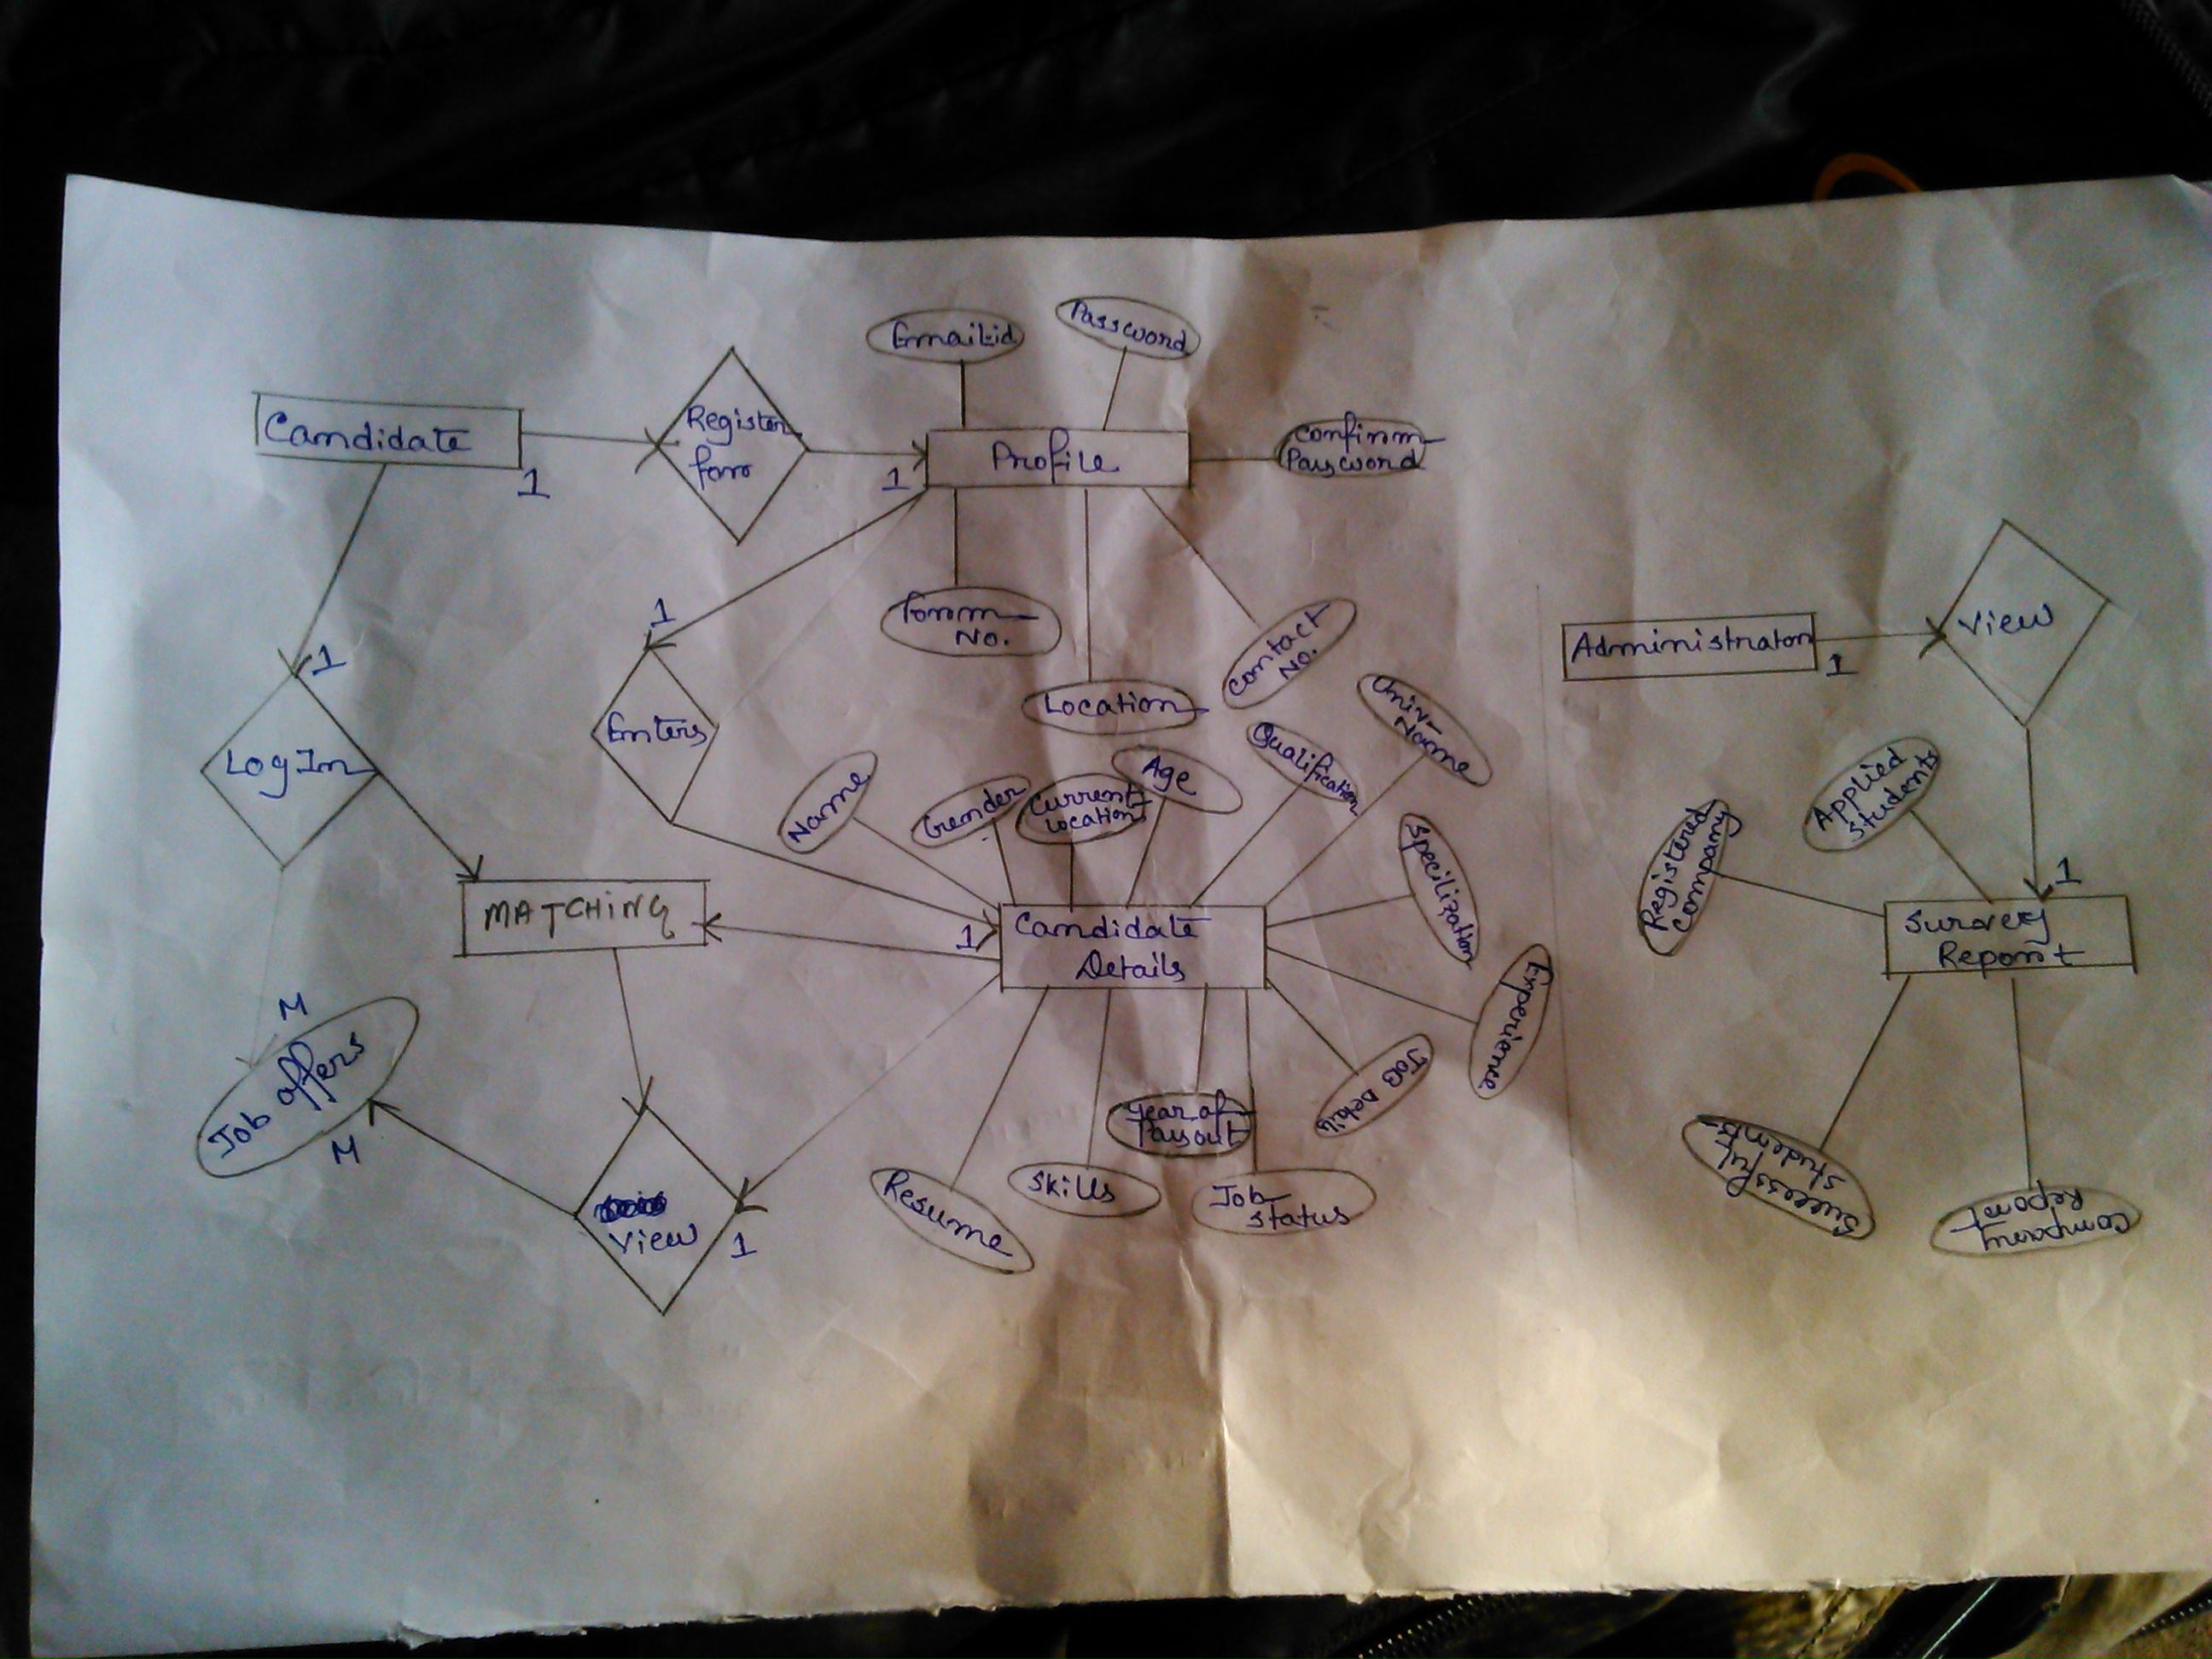 Emailid
Password
Candidate
1
Register
form
1
Profile
Confirm
Password
Form
No.
Contact
No.
Location
1
Enters
1
LogIn
Name
Gender
Current
Location
Age
Qualification
Univ-
Name
Specilization
Experience
MATCHING
1
Candidate
Details
M
Job offers
M
View
1
Resume
Skills
Year of
Passout
Job
status
Job Details
Administrator
1
View
Applied
Students
Registered
Company
1
Survey
Report
Successful
Students
Company
Report